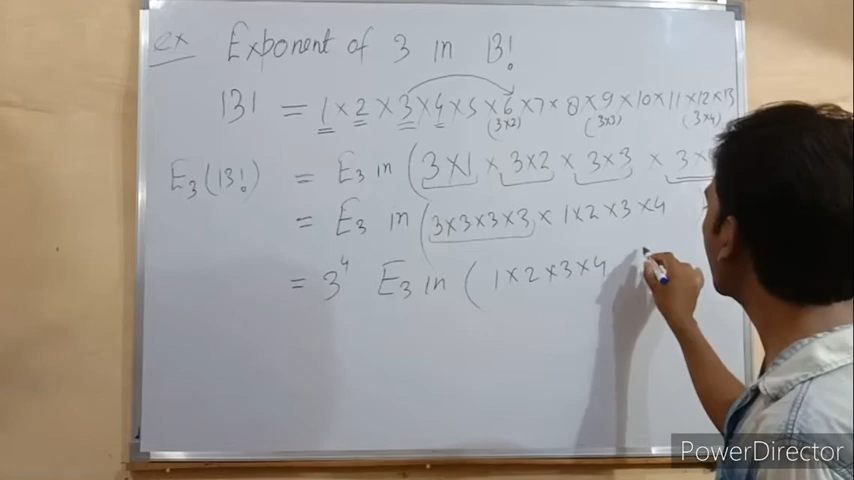 ex Exponent of 3 in 13!
13! = 1 × 2 × 3 × 4 × 5 × 6 × 7 × 8 × 9 × 10 × 11 × 12 × 13
(3×2) (3×3) (3×4)
E₃(13!) = E₃ in (3×1 × 3×2 × 3×3 × 3×
= E₃ in (3×3×3×3 × 1×2×3×4
= 3⁴ E₃ in (1×2×3×4
PowerDirector